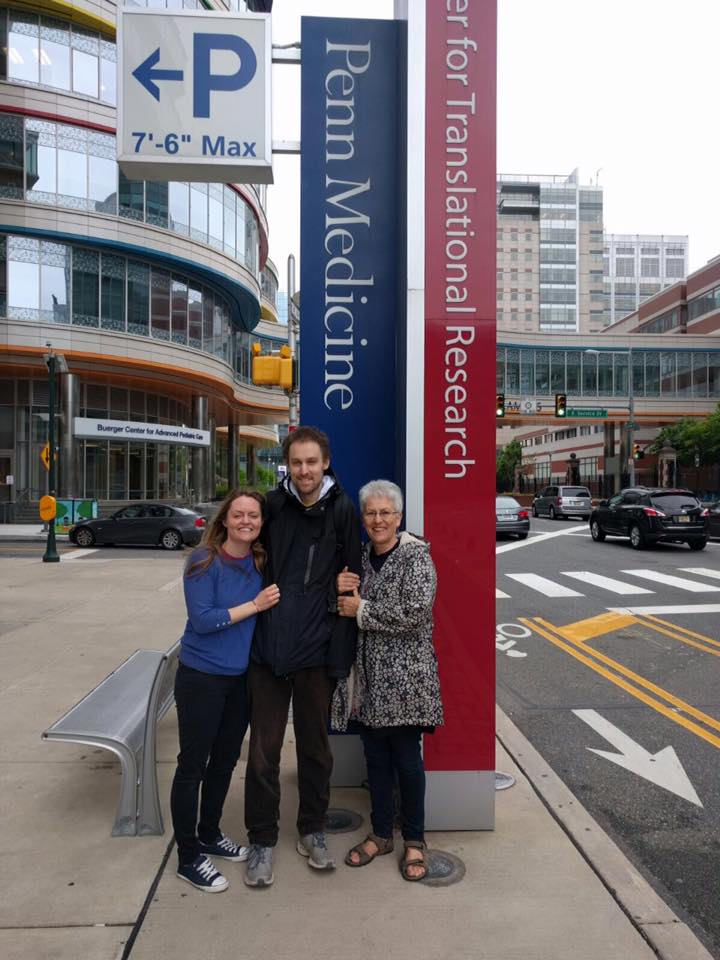 P
7'-6" Max
Penn Medicine
er for Translational Research
Buerger Center for Advanced Pediatric Care